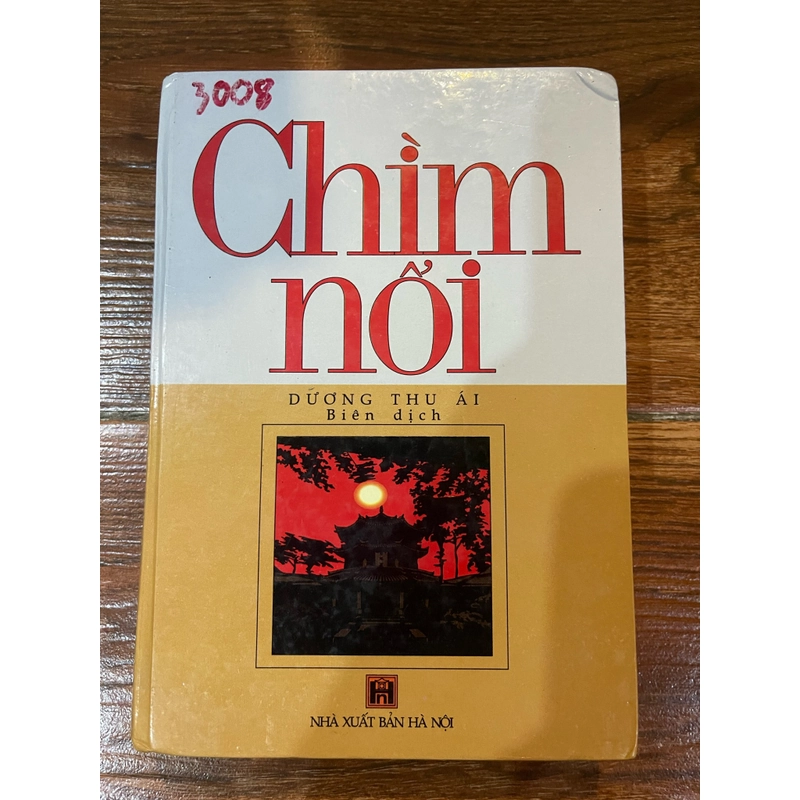 3008
Chìm
nổi
DƯƠNG THU ÁI
Biên dịch
NHÀ XUẤT BẢN HÀ NỘI